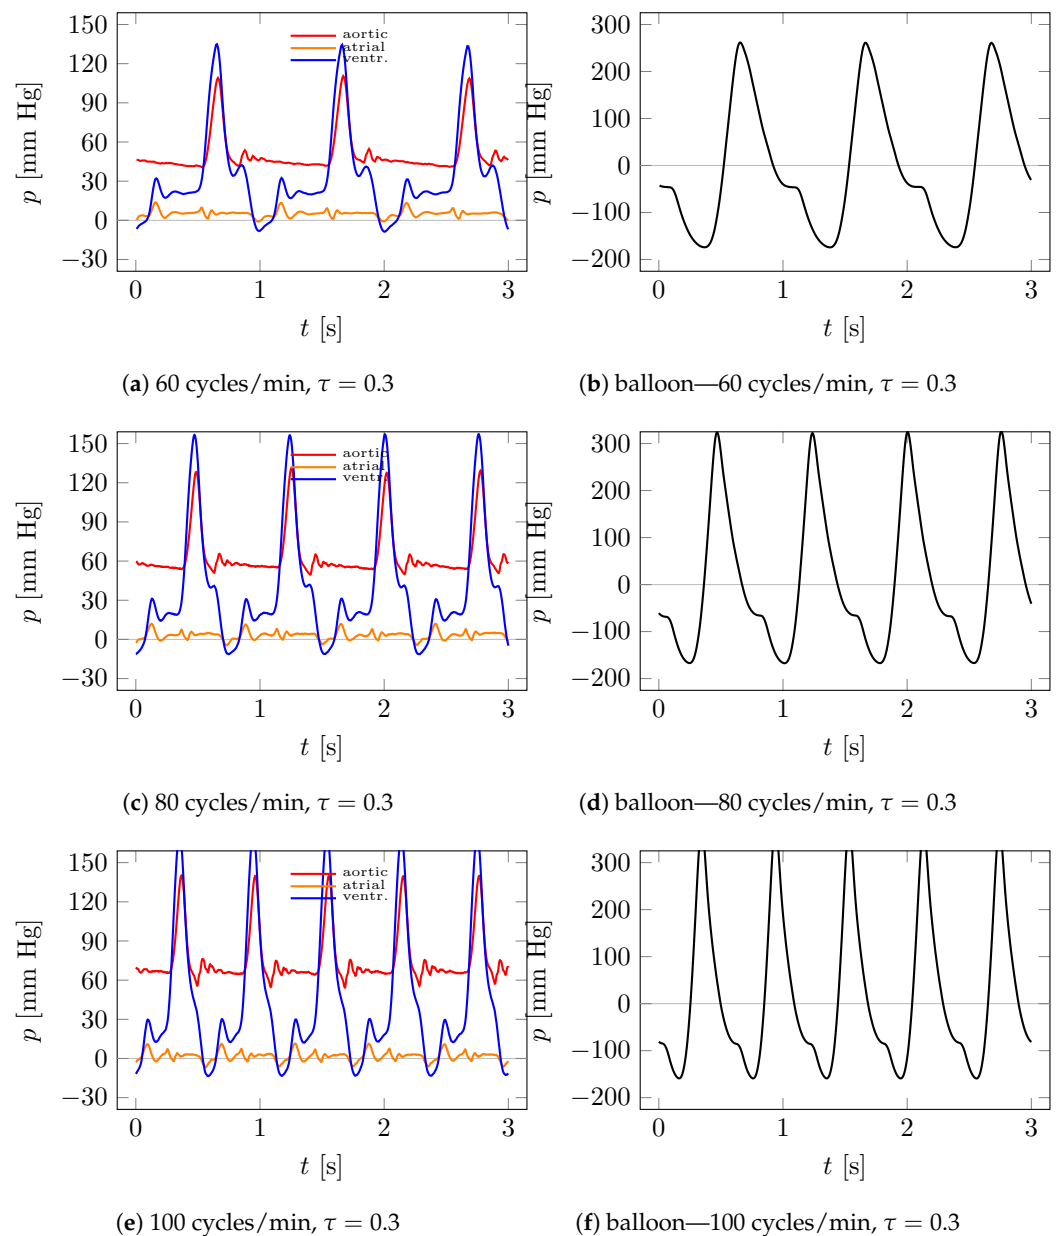 150
120
90
60
30
0
−30
p [mm Hg]
aortic
atrial
ventr.
0 1 2 3
t [s]
(a) 60 cycles/min, τ = 0.3
300
200
100
0
−100
−200
p [mm Hg]
0 1 2 3
t [s]
(b) balloon—60 cycles/min, τ = 0.3
150
120
90
60
30
0
−30
p [mm Hg]
aortic
atrial
ventr.
0 1 2 3
t [s]
(c) 80 cycles/min, τ = 0.3
300
200
100
0
−100
−200
p [mm Hg]
0 1 2 3
t [s]
(d) balloon—80 cycles/min, τ = 0.3
150
120
90
60
30
0
−30
p [mm Hg]
aortic
atrial
ventr.
0 1 2 3
t [s]
(e) 100 cycles/min, τ = 0.3
300
200
100
0
−100
−200
p [mm Hg]
0 1 2 3
t [s]
(f) balloon—100 cycles/min, τ = 0.3